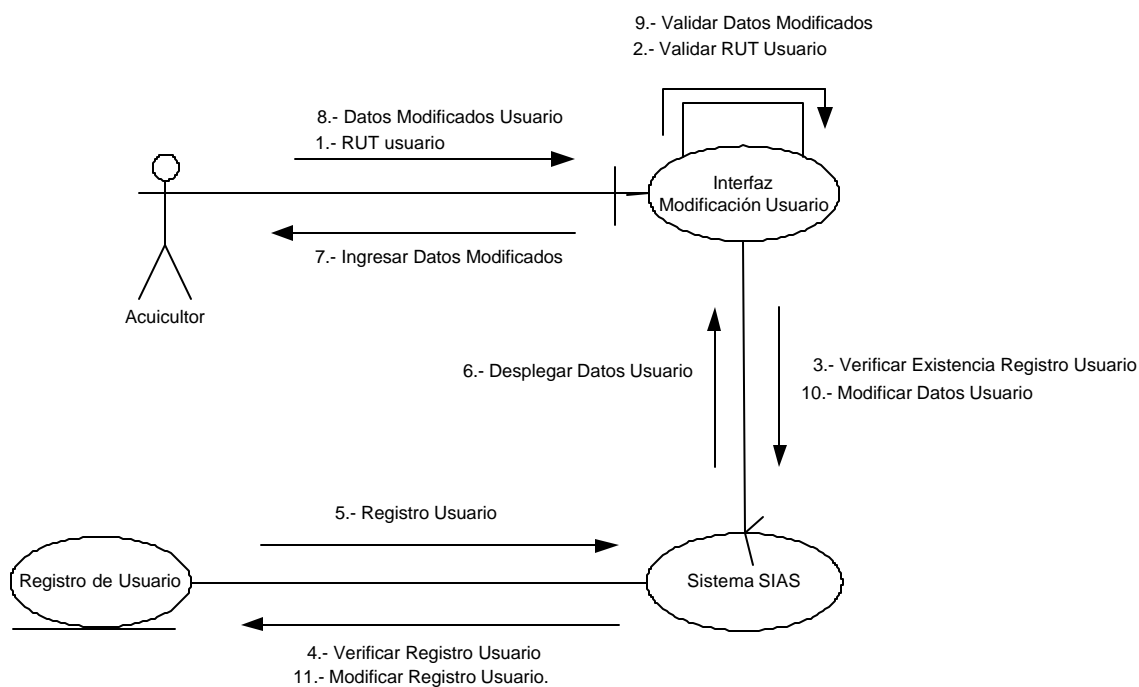 9.- Validar Datos Modificados
2.- Validar RUT Usuario
8.- Datos Modificados Usuario
1.- RUT usuario
Interfaz
Modificación Usuario
7.- Ingresar Datos Modificados
Acuicultor
6.- Desplegar Datos Usuario
3.- Verificar Existencia Registro Usuario
10.- Modificar Datos Usuario
5.- Registro Usuario
Registro de Usuario
Sistema SIAS
4.- Verificar Registro Usuario
11.- Modificar Registro Usuario.